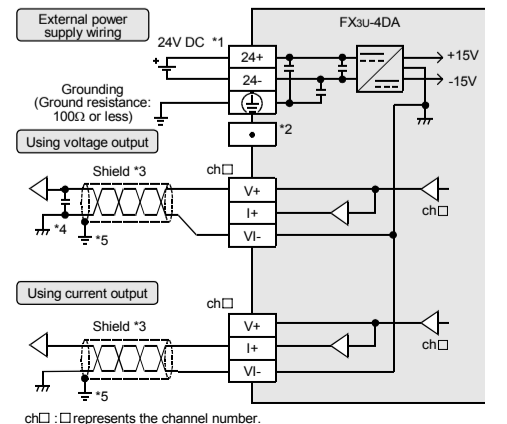 External power
supply wiring
FX3U-4DA
24V DC *1
24+
+15V
24-
-15V
Grounding
(Ground resistance:
100Ω or less)
*2
Using voltage output
Shield *3
ch□
V+
I+
ch□
VI-
*4
*5
Using current output
ch□
Shield *3
V+
I+
ch□
VI-
*5
ch□ : □ represents the channel number.